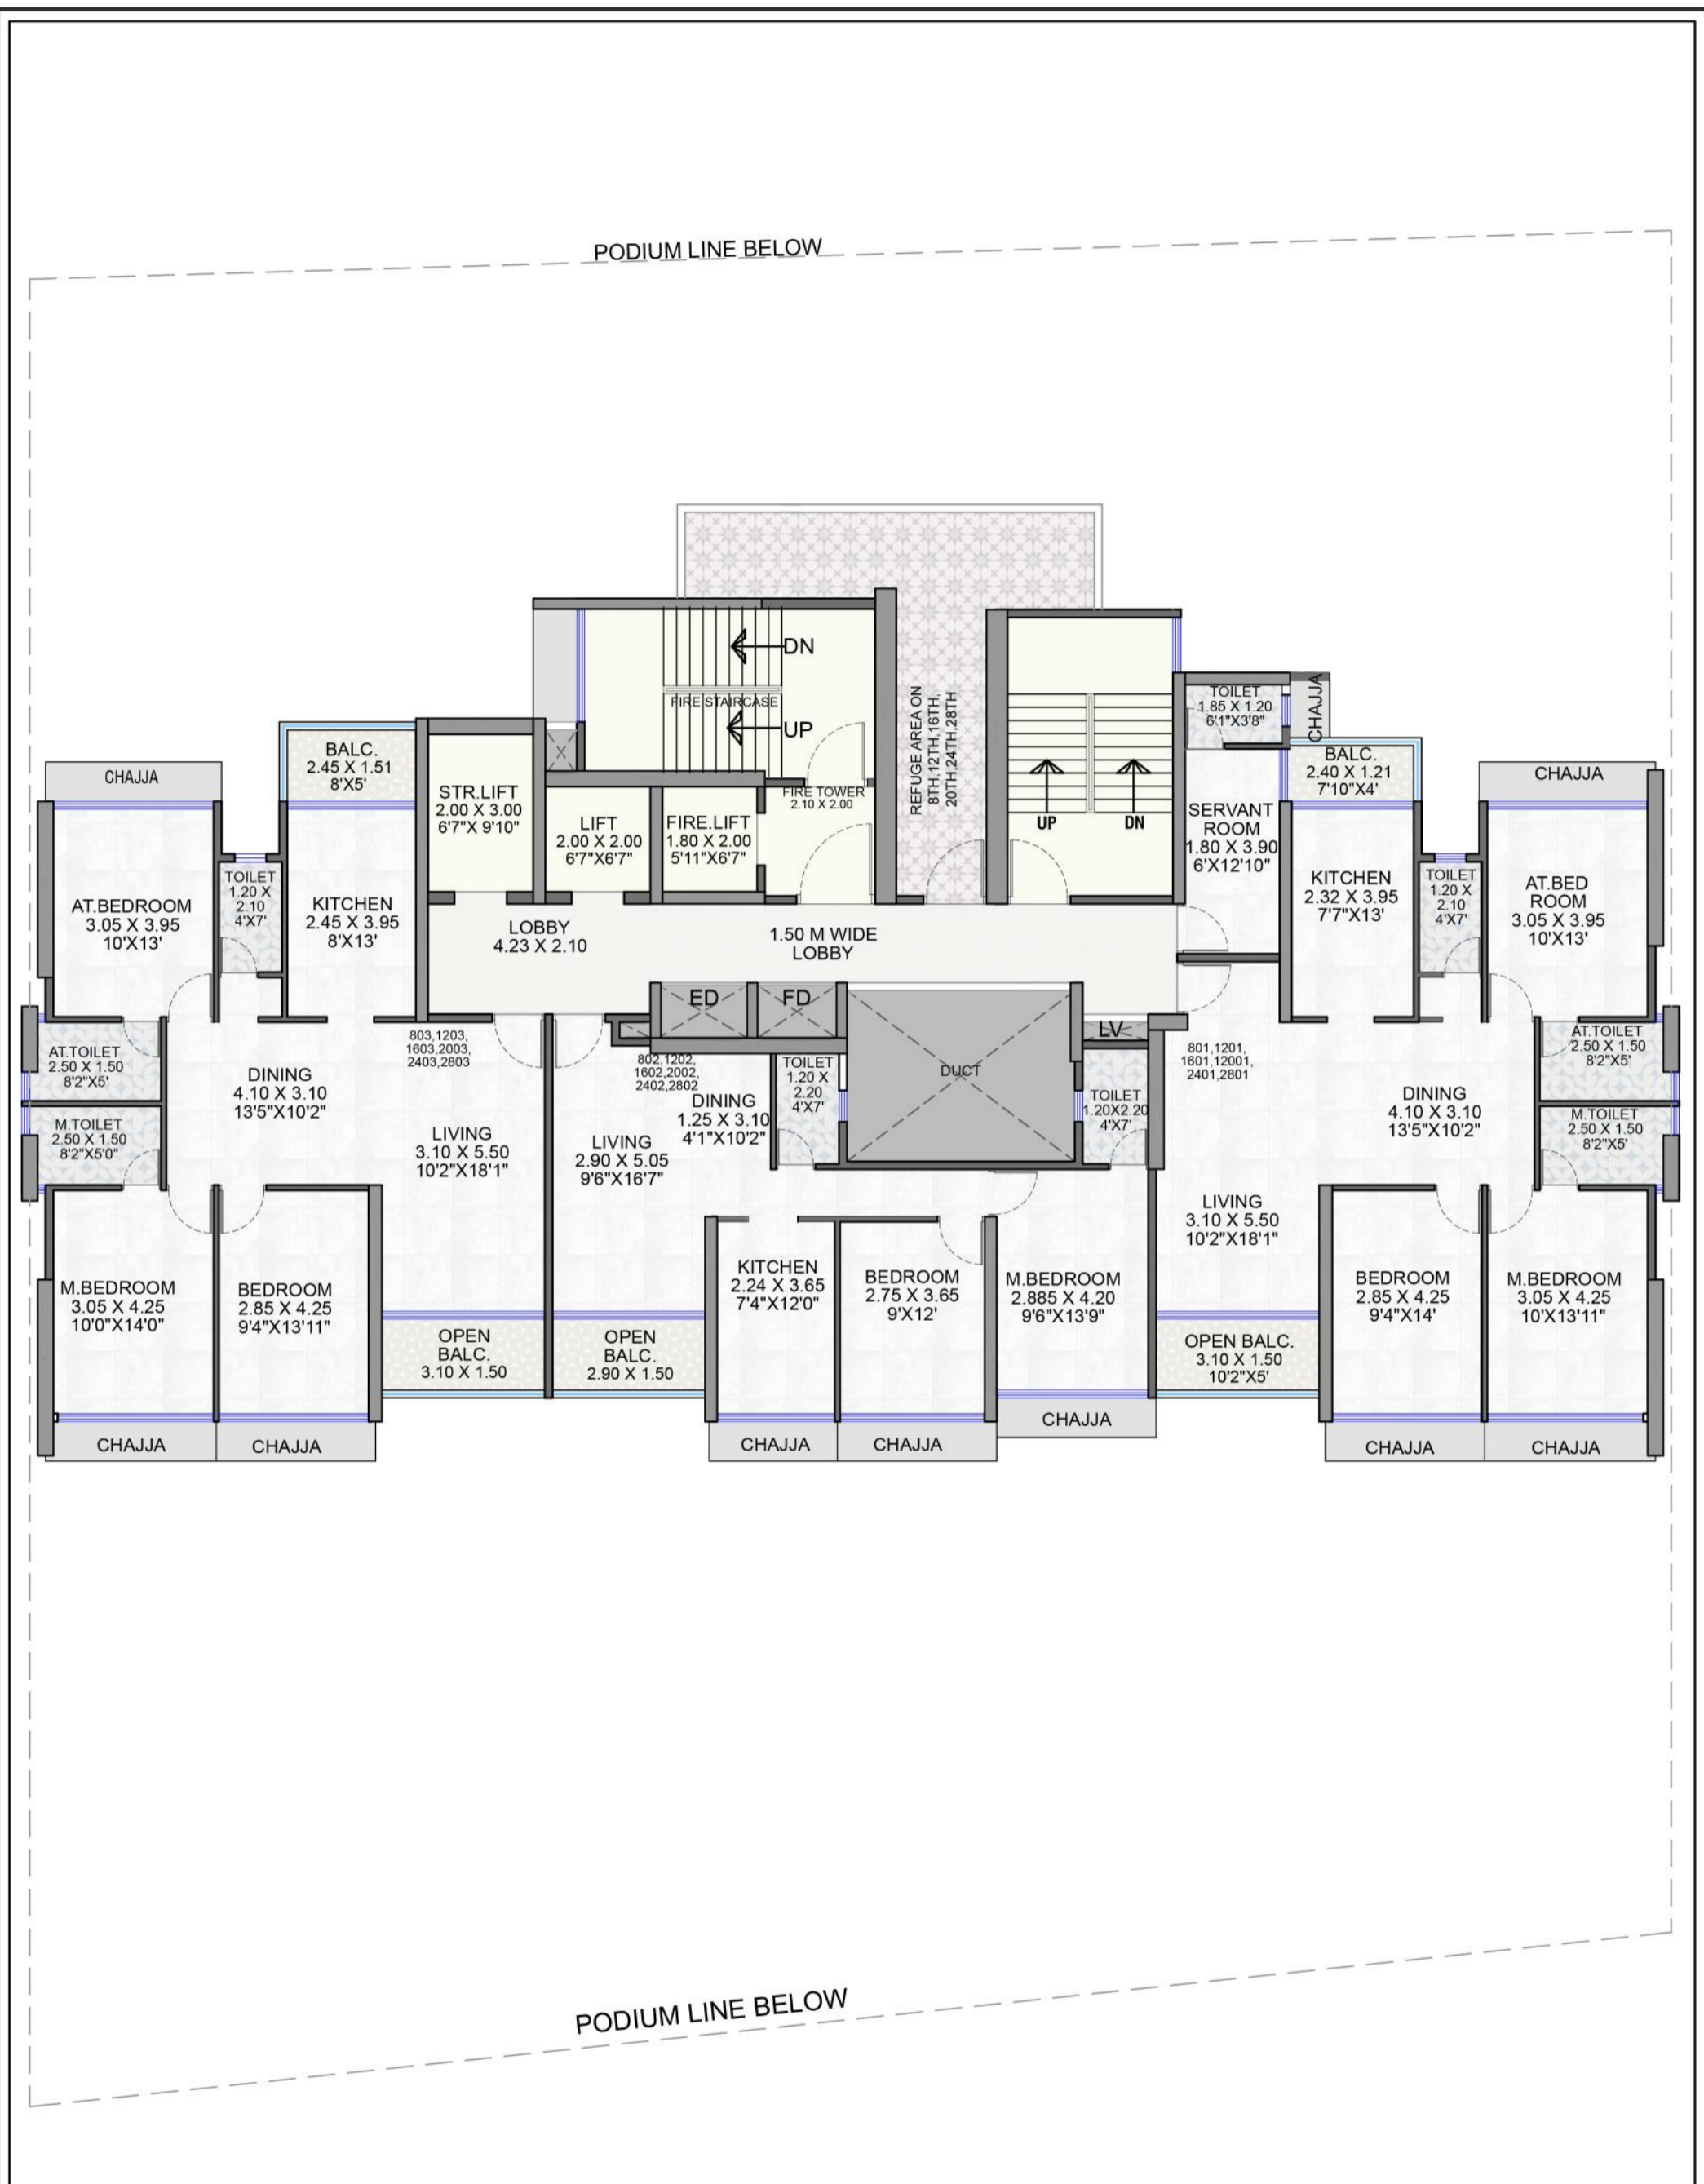 PODIUM LINE BELOW
DN
FIRE STAIRCASE
UP
REFUGE AREA ON
8TH,12TH,16TH,
20TH,24TH,28TH
UP
DN
TOILET
1.85 X 1.20
6'1"X3'8"
CHAJJA
BALC.
2.45 X 1.51
8'X5'
CHAJJA
STR.LIFT
2.00 X 3.00
6'7"X 9'10"
LIFT
2.00 X 2.00
6'7"X6'7"
FIRE.LIFT
1.80 X 2.00
5'11"X6'7"
FIRE TOWER
2.10 X 2.00
SERVANT
ROOM
1.80 X 3.90
6'X12'10"
BALC.
2.40 X 1.21
7'10"X4'
CHAJJA
AT.BEDROOM
3.05 X 3.95
10'X13'
TOILET
1.20 X
2.10
4'X7'
KITCHEN
2.45 X 3.95
8'X13'
LOBBY
4.23 X 2.10
1.50 M WIDE
LOBBY
KITCHEN
2.32 X 3.95
7'7"X13'
TOILET
1.20 X
2.10
4'X7'
AT.BED
ROOM
3.05 X 3.95
10'X13'
ED
FD
LV
DUCT
AT.TOILET
2.50 X 1.50
8'2"X5'
M.TOILET
2.50 X 1.50
8'2"X5'0"
DINING
4.10 X 3.10
13'5"X10'2"
803,1203,
1603,2003,
2403,2803
LIVING
3.10 X 5.50
10'2"X18'1"
802,1202,
1602,2002,
2402,2802
DINING
1.25 X 3.10
4'1"X10'2"
LIVING
2.90 X 5.05
9'6"X16'7"
TOILET
1.20 X
2.20
4'X7'
TOILET
1.20X2.20
4'X7'
801,1201,
1601,12001,
2401,2801
DINING
4.10 X 3.10
13'5"X10'2"
LIVING
3.10 X 5.50
10'2"X18'1"
AT.TOILET
2.50 X 1.50
8'2"X5'
M.TOILET
2.50 X 1.50
8'2"X5'
M.BEDROOM
3.05 X 4.25
10'0"X14'0"
BEDROOM
2.85 X 4.25
9'4"X13'11"
OPEN
BALC.
3.10 X 1.50
OPEN
BALC.
2.90 X 1.50
KITCHEN
2.24 X 3.65
7'4"X12'0"
BEDROOM
2.75 X 3.65
9'X12'
M.BEDROOM
2.885 X 4.20
9'6"X13'9"
OPEN BALC.
3.10 X 1.50
10'2"X5'
BEDROOM
2.85 X 4.25
9'4"X14'
M.BEDROOM
3.05 X 4.25
10'X13'11"
CHAJJA
CHAJJA
CHAJJA
CHAJJA
CHAJJA
CHAJJA
CHAJJA
PODIUM LINE BELOW